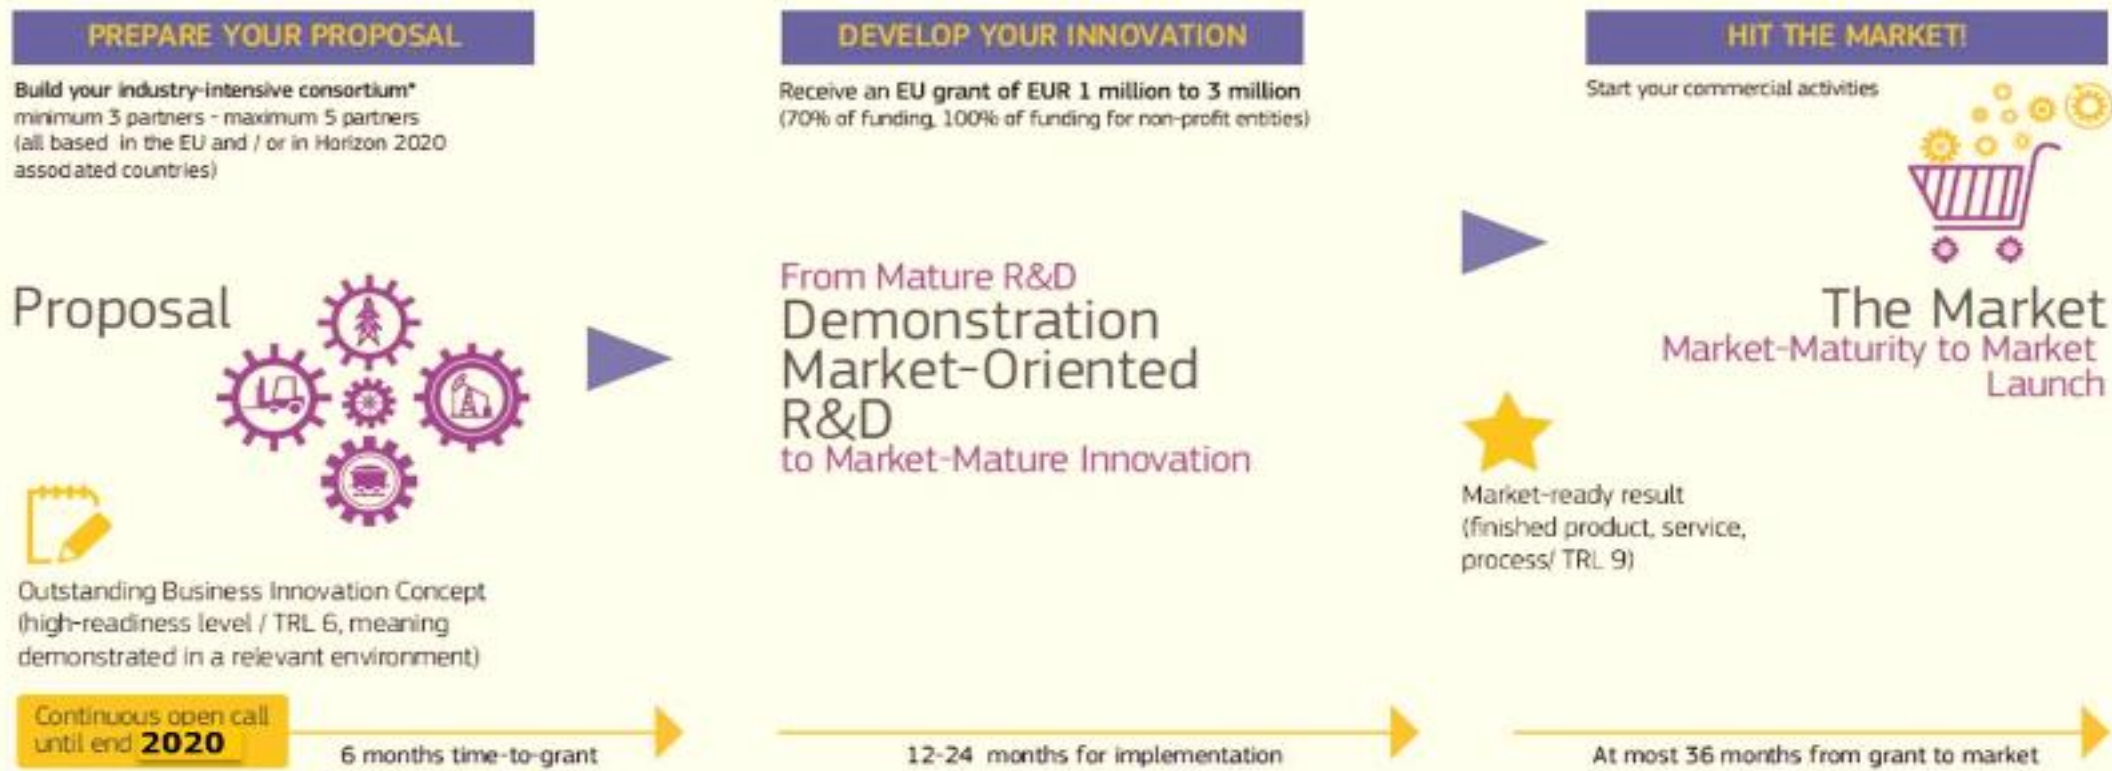 PREPARE YOUR PROPOSAL
Build your industry-intensive consortium*
minimum 3 partners - maximum 5 partners
(all based in the EU and / or in Horizon 2020
associated countries)
Proposal
Outstanding Business Innovation Concept
(high-readiness level / TRL 6, meaning
demonstrated in a relevant environment)
Continuous open call
until end 2020
6 months time-to-grant
DEVELOP YOUR INNOVATION
Receive an EU grant of EUR 1 million to 3 million
(70% of funding, 100% of funding for non-profit entities)
From Mature R&D
Demonstration
Market-Oriented
R&D
to Market-Mature Innovation
12-24 months for implementation
HIT THE MARKET!
Start your commercial activities
The Market
Market-Maturity to Market
Launch
Market-ready result
(finished product, service,
process/ TRL 9)
At most 36 months from grant to market